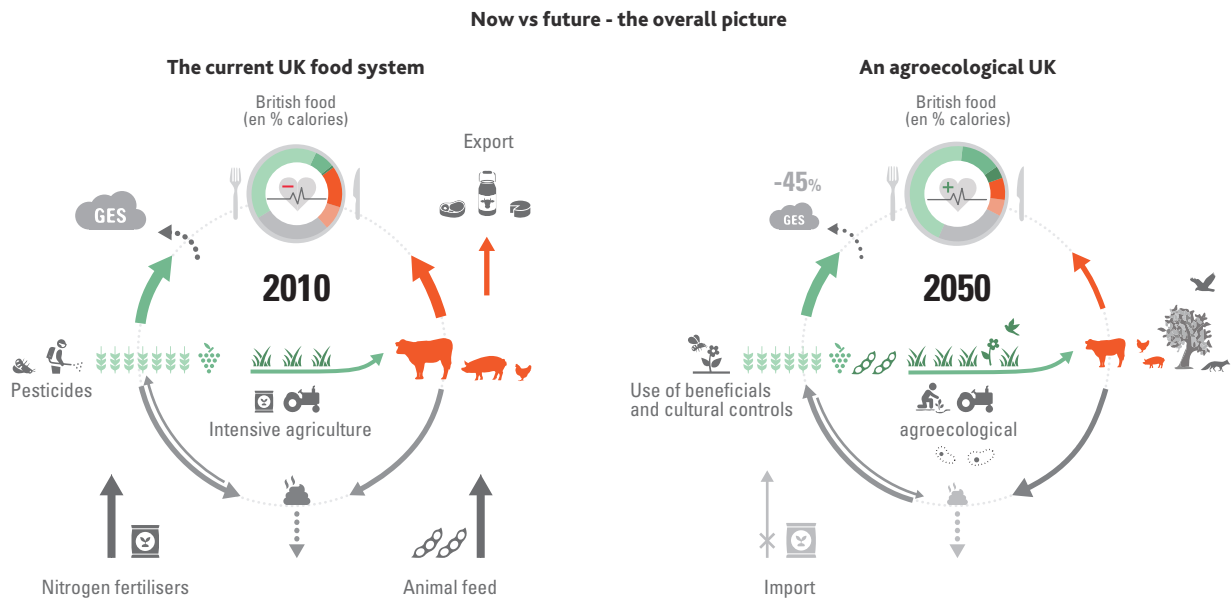 Now vs future - the overall picture
The current UK food system
British food
(en % calories)
Export
GES
2010
Pesticides
Intensive agriculture
Nitrogen fertilisers
Animal feed
An agroecological UK
British food
(en % calories)
-45%
GES
2050
Use of beneficials
and cultural controls
agroecological
Import